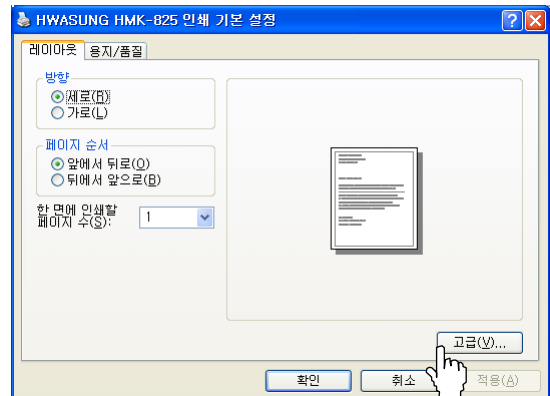 HWASUNG HMK-825 인쇄 기본 설정
레이아웃 용지/품질
방향
세로(R)
가로(L)
페이지 순서
앞에서 뒤로(O)
뒤에서 앞으로(B)
한 면에 인쇄할
페이지 수(S): 1
고급(V)...
확인 취소 적용(A)